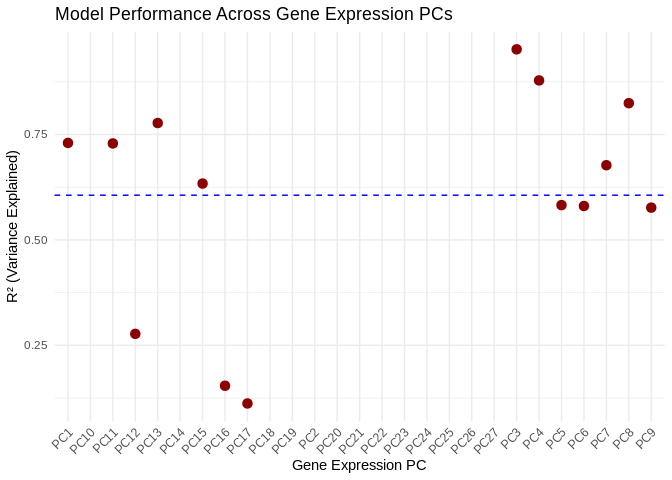 Model Performance Across Gene Expression PCs
R² (Variance Explained)
0.75
0.50
0.25
PC1
PC10
PC11
PC12
PC13
PC14
PC15
PC16
PC17
PC18
PC19
PC2
PC20
PC21
PC22
PC23
PC24
PC25
PC26
PC27
PC3
PC4
PC5
PC6
PC7
PC8
PC9
Gene Expression PC